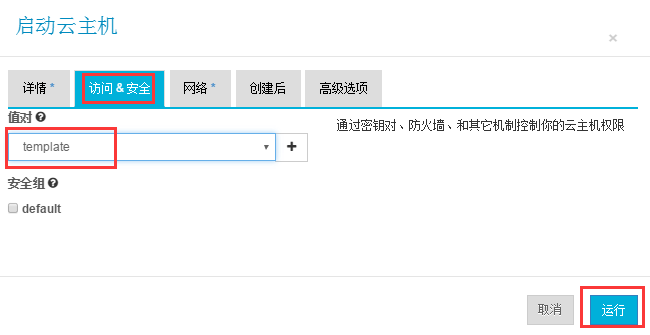 启动云主机
×
详情 *
访问 & 安全
网络 *
创建后
高级选项
值对
通过密钥对、防火墙、和其它机制控制你的云主机权限
template
+
安全组
default
取消
运行